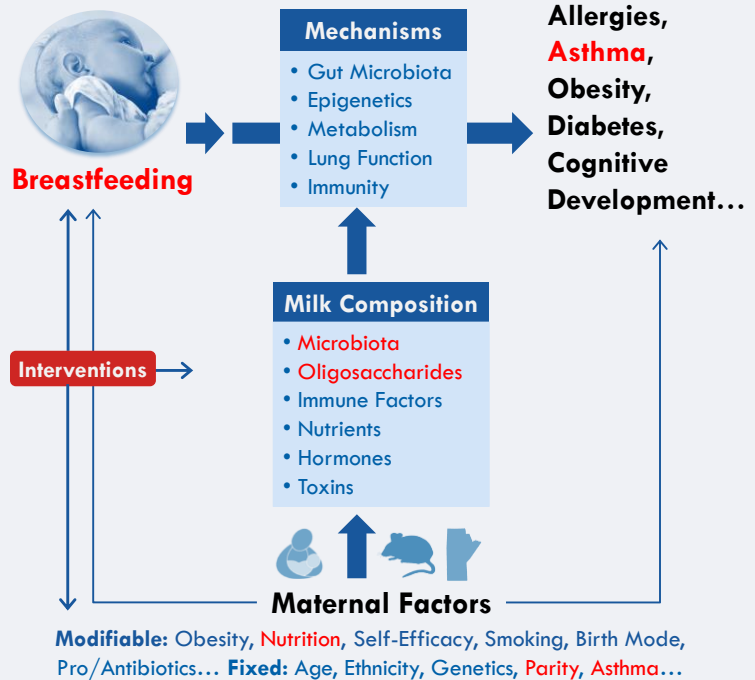 Mechanisms
• Gut Microbiota
• Epigenetics
• Metabolism
• Lung Function
• Immunity
Allergies,
Asthma,
Obesity,
Diabetes,
Cognitive
Development...
Breastfeeding
Milk Composition
• Microbiota
• Oligosaccharides
• Immune Factors
• Nutrients
• Hormones
• Toxins
Interventions
Maternal Factors
Modifiable: Obesity, Nutrition, Self-Efficacy, Smoking, Birth Mode,
Pro/Antibiotics... Fixed: Age, Ethnicity, Genetics, Parity, Asthma...